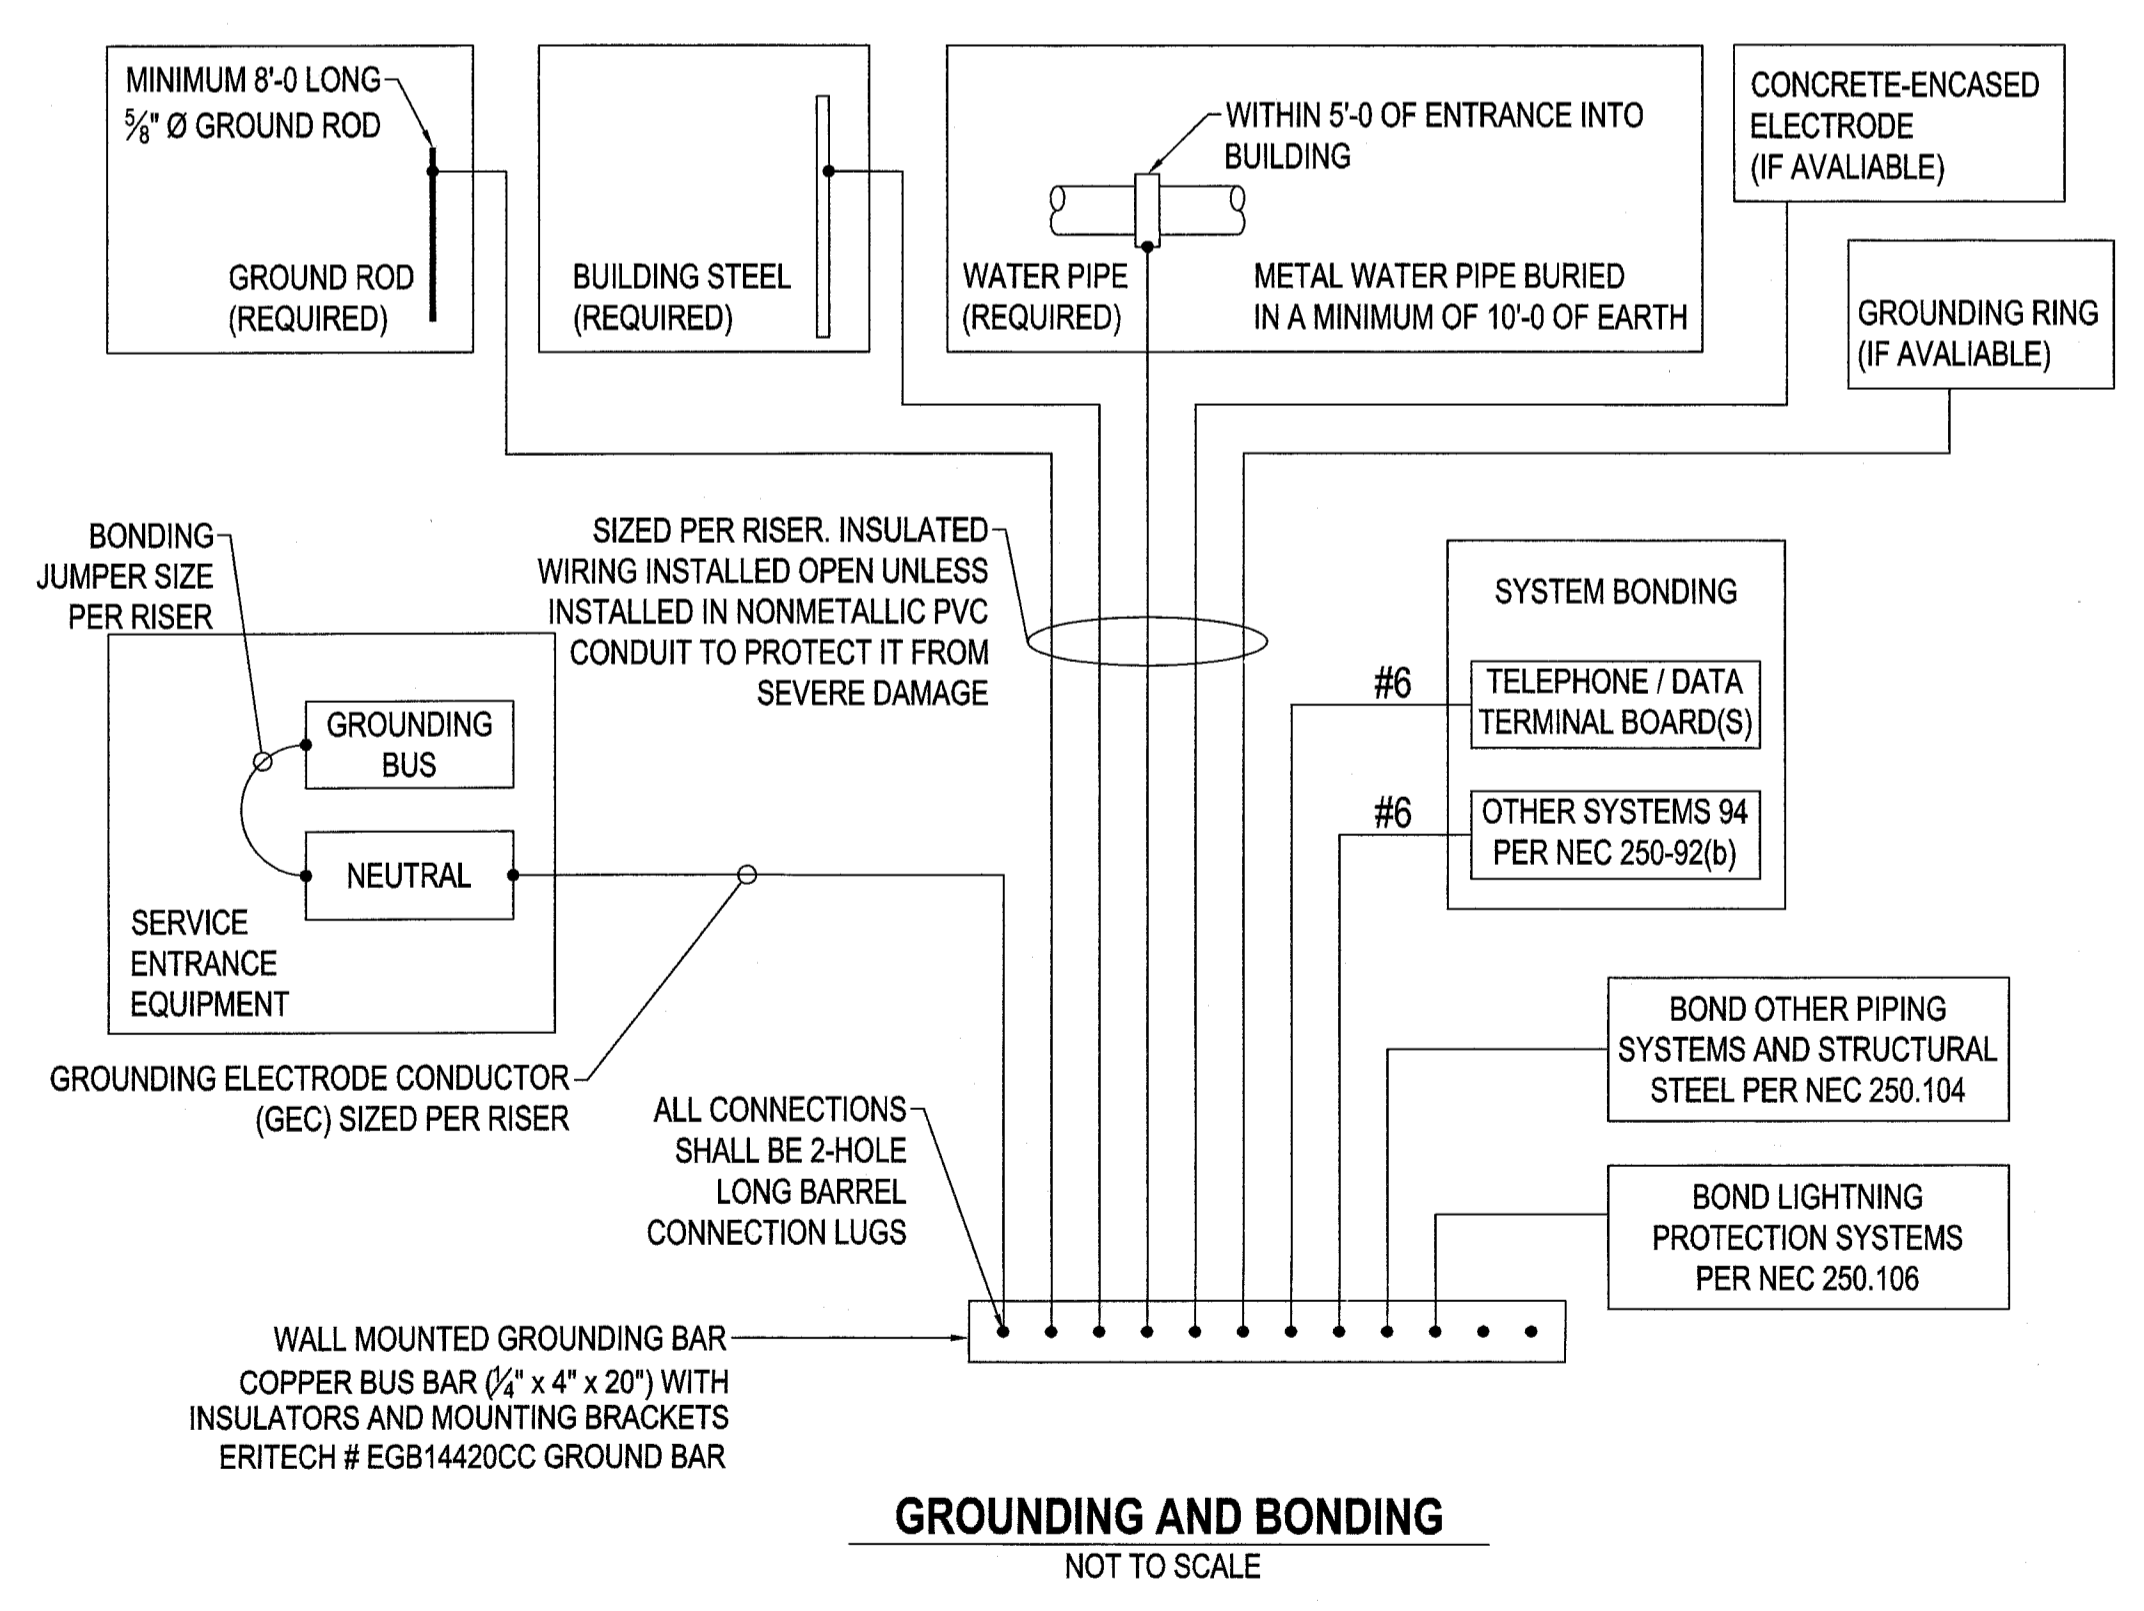 MINIMUM 8'-0 LONG
5/8" Ø GROUND ROD
GROUND ROD
(REQUIRED)
BUILDING STEEL
(REQUIRED)
WITHIN 5'-0 OF ENTRANCE INTO
BUILDING
WATER PIPE
(REQUIRED)
METAL WATER PIPE BURIED
IN A MINIMUM OF 10'-0 OF EARTH
CONCRETE-ENCASED
ELECTRODE
(IF AVALIABLE)
GROUNDING RING
(IF AVALIABLE)
BONDING
JUMPER SIZE
PER RISER
SIZED PER RISER. INSULATED
WIRING INSTALLED OPEN UNLESS
INSTALLED IN NONMETALLIC PVC
CONDUIT TO PROTECT IT FROM
SEVERE DAMAGE
SYSTEM BONDING
#6
TELEPHONE / DATA
TERMINAL BOARD(S)
#6
OTHER SYSTEMS 94
PER NEC 250-92(b)
GROUNDING
BUS
NEUTRAL
SERVICE
ENTRANCE
EQUIPMENT
GROUNDING ELECTRODE CONDUCTOR
(GEC) SIZED PER RISER
ALL CONNECTIONS
SHALL BE 2-HOLE
LONG BARREL
CONNECTION LUGS
BOND OTHER PIPING
SYSTEMS AND STRUCTURAL
STEEL PER NEC 250.104
BOND LIGHTNING
PROTECTION SYSTEMS
PER NEC 250.106
WALL MOUNTED GROUNDING BAR
COPPER BUS BAR (1/4" x 4" x 20") WITH
INSULATORS AND MOUNTING BRACKETS
ERITECH # EGB14420CC GROUND BAR
GROUNDING AND BONDING
NOT TO SCALE